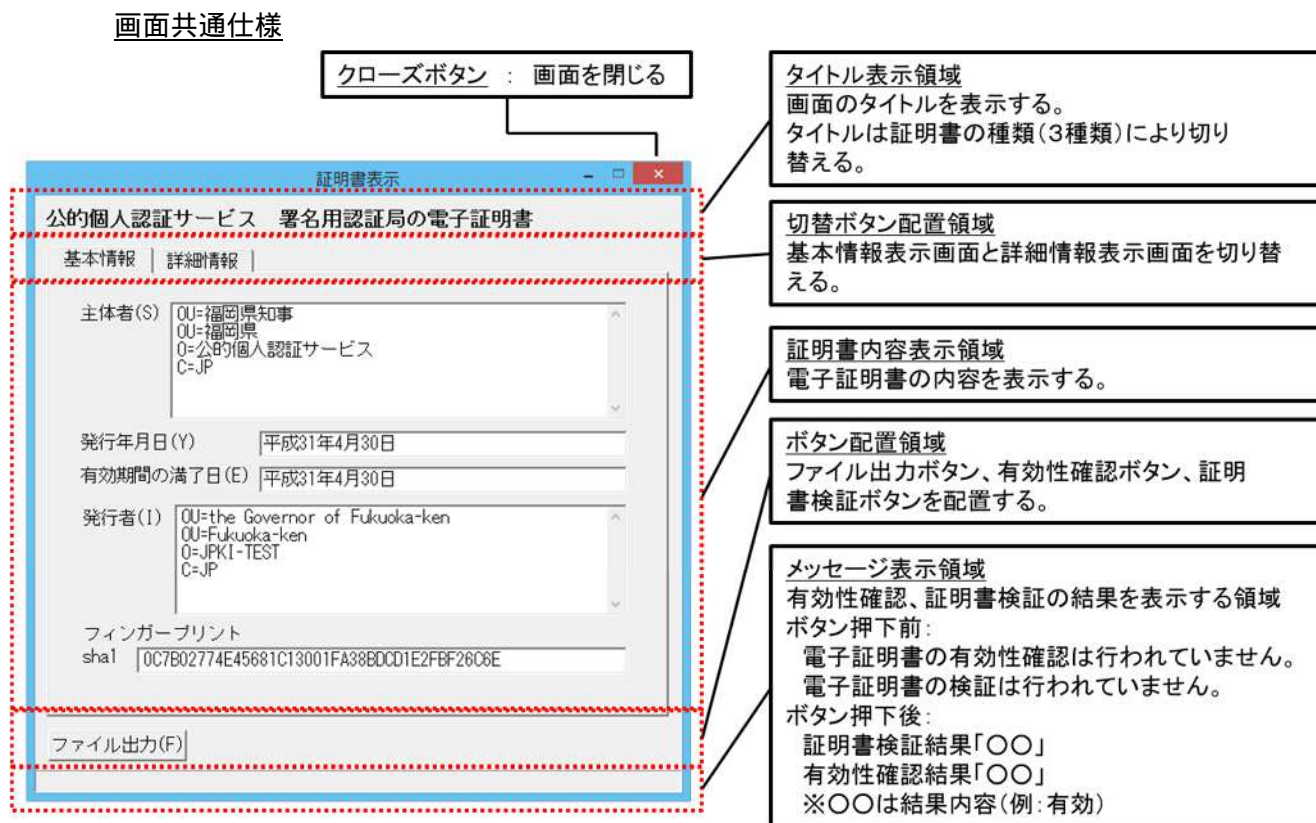 画面共通仕様
クローズボタン ： 画面を閉じる
タイトル表示領域
画面のタイトルを表示する。
タイトルは証明書の種類(３種類)により切り
替える。
証明書表示
公的個人認証サービス　署名用認証局の電子証明書
切替ボタン配置領域
基本情報表示画面と詳細情報表示画面を切り替
える。
基本情報 詳細情報
主体者(S)
OU=福岡県知事
OU=福岡県
O=公的個人認証サービス
C=JP
証明書内容表示領域
電子証明書の内容を表示する。
発行年月日(Y) 平成31年4月30日
有効期間の満了日(E) 平成31年4月30日
発行者(I)
OU=the Governor of Fukuoka-ken
OU=Fukuoka-ken
O=JPKI-TEST
C=JP
フィンガープリント
sha1 0C7B02774E45681C13001FA38BDCD1E2FBF26C6E
ファイル出力(F)
ボタン配置領域
ファイル出力ボタン、有効性確認ボタン、証明
書検証ボタンを配置する。
メッセージ表示領域
有効性確認、証明書検証の結果を表示する領域
ボタン押下前：
電子証明書の有効性確認は行われていません。
電子証明書の検証は行われていません。
ボタン押下後：
証明書検証結果「〇〇」
有効性確認結果「〇〇」
※〇〇は結果内容(例：有効)